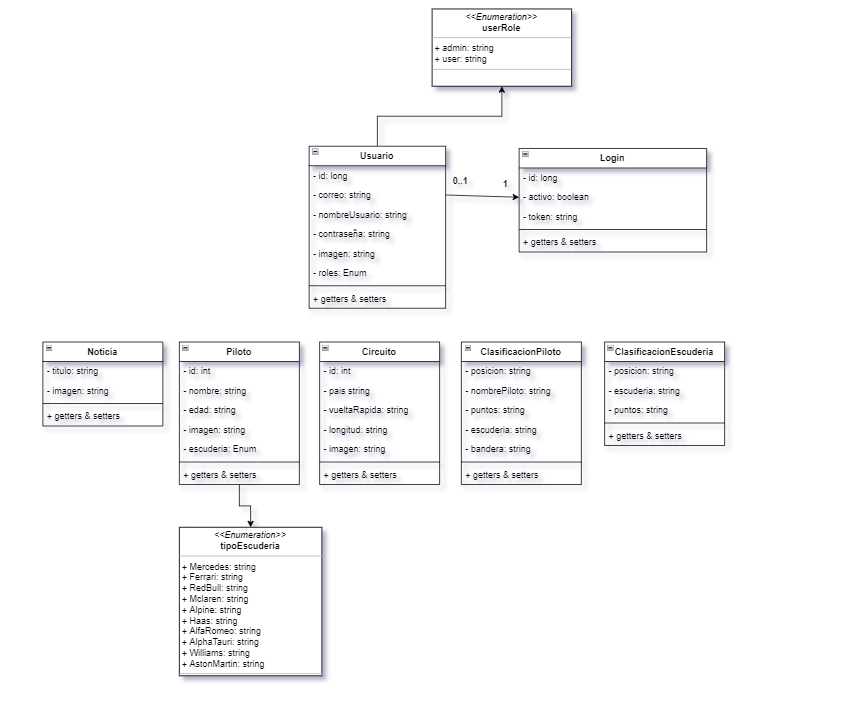 <<Enumeration>>
userRole
+ admin: string
+ user: string
Usuario
- id: long
- correo: string
- nombreUsuario: string
- contraseña: string
- imagen: string
- roles: Enum
+ getters & setters
0..1
1
Login
- id: long
- activo: boolean
- token: string
+ getters & setters
Noticia
- titulo: string
- imagen: string
+ getters & setters
Piloto
- id: int
- nombre: string
- edad: string
- imagen: string
- escuderia: Enum
+ getters & setters
Circuito
- id: int
- pais string
- vueltaRapida: string
- longitud: string
- imagen: string
+ getters & setters
ClasificacionPiloto
- posicion: string
- nombrePiloto: string
- puntos: string
- escuderia: string
- bandera: string
+ getters & setters
ClasificacionEscuderia
- posicion: string
- escuderia: string
- puntos: string
+ getters & setters
<<Enumeration>>
tipoEscuderia
+ Mercedes: string
+ Ferrari: string
+ RedBull: string
+ Mclaren: string
+ Alpine: string
+ Haas: string
+ AlfaRomeo: string
+ AlphaTauri: string
+ Williams: string
+ AstonMartin: string